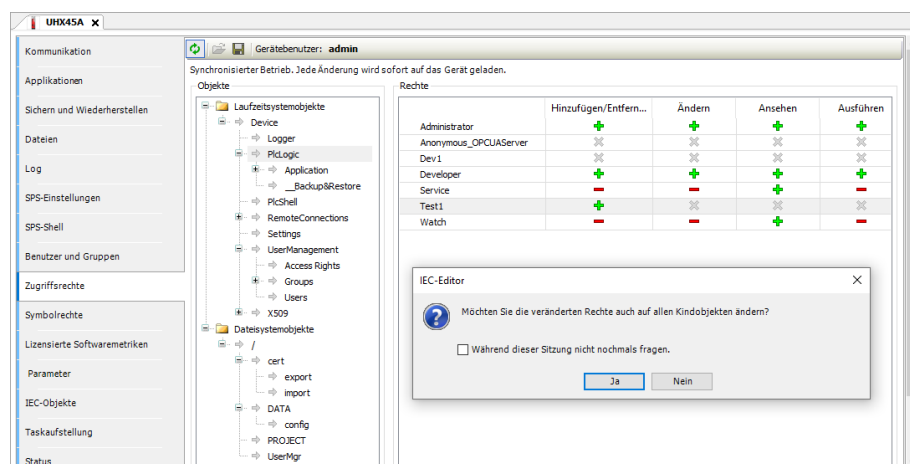 UHX45A X
Kommunikation
Applikationen
Sichern und Wiederherstellen
Dateien
Log
SPS-Einstellungen
SPS-Shell
Benutzer und Gruppen
Zugriffsrechte
Symbolrechte
Lizensierte Softwaremetriken
Parameter
IEC-Objekte
Taskaufstellung
Status
Gerätebenutzer: admin
Synchronisierter Betrieb. Jede Änderung wird sofort auf das Gerät geladen.
Objekte
Laufzeitsystemobjekte
Device
Logger
PlcLogic
Application
__Backup&Restore
PlcShell
RemoteConnections
Settings
UserManagement
Access Rights
Groups
Users
X509
Dateisystemobjekte
/
cert
export
import
DATA
config
PROJECT
UserMgr
Rechte
Hinzufügen/Entfern... Ändern Ansehen Ausführen
Administrator
Anonymous_OPCUAServer
Dev1
Developer
Service
Test1
Watch
IEC-Editor
Möchten Sie die veränderten Rechte auch auf allen Kindobjekten ändern?
Während dieser Sitzung nicht nochmals fragen.
Ja Nein